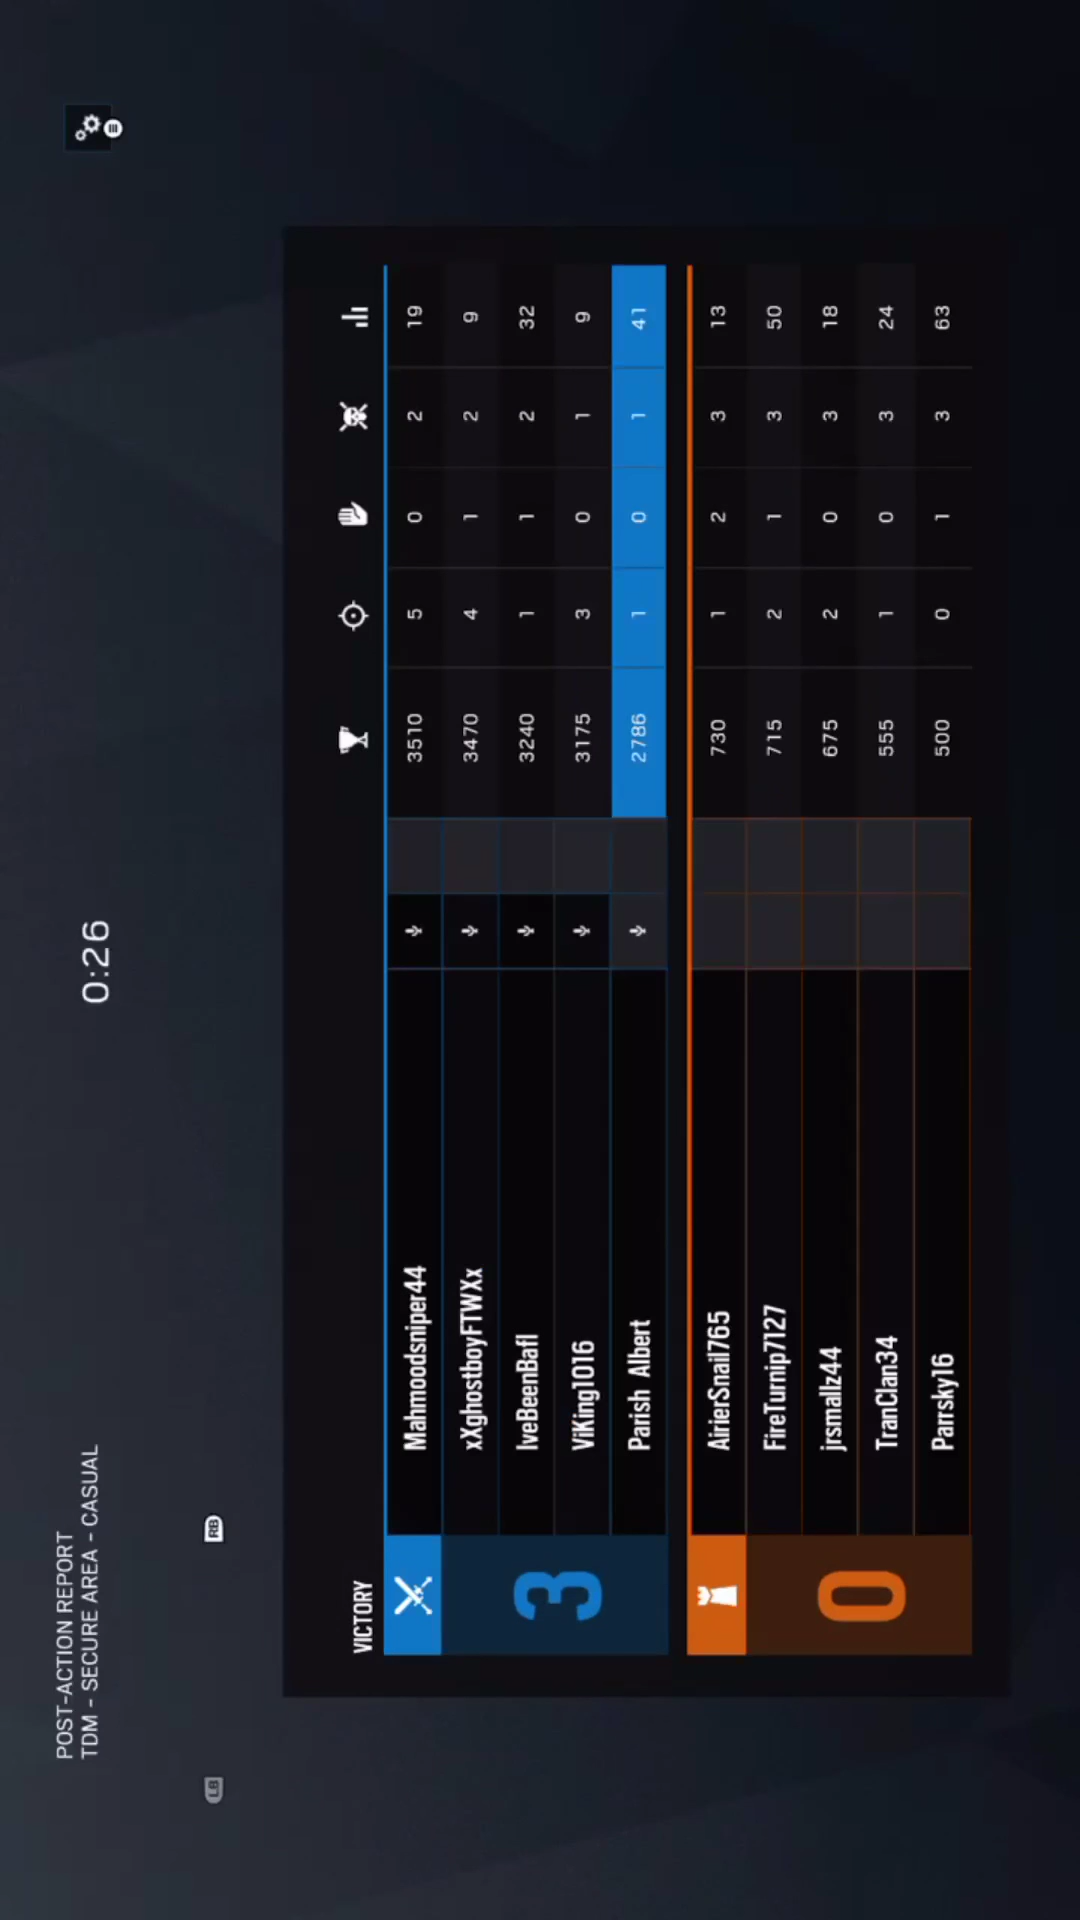 POST-ACTION REPORT
TDM - SECURE AREA - CASUAL
0:26
LB
RB
VICTORY
3
Mahmoodsniper44 3510 5 0 2 19
xXghostboyFTWXx 3470 4 1 2 9
IveBeenBafl 3240 1 1 2 32
ViKing1016 3175 3 0 1 9
Parish Albert 2786 1 0 1 41
0
AirierSnail765 730 1 2 3 13
FireTurnip7127 715 2 1 3 50
jrsmallz44 675 2 0 3 18
TranClan34 555 1 0 3 24
Parrsky16 500 0 1 3 63